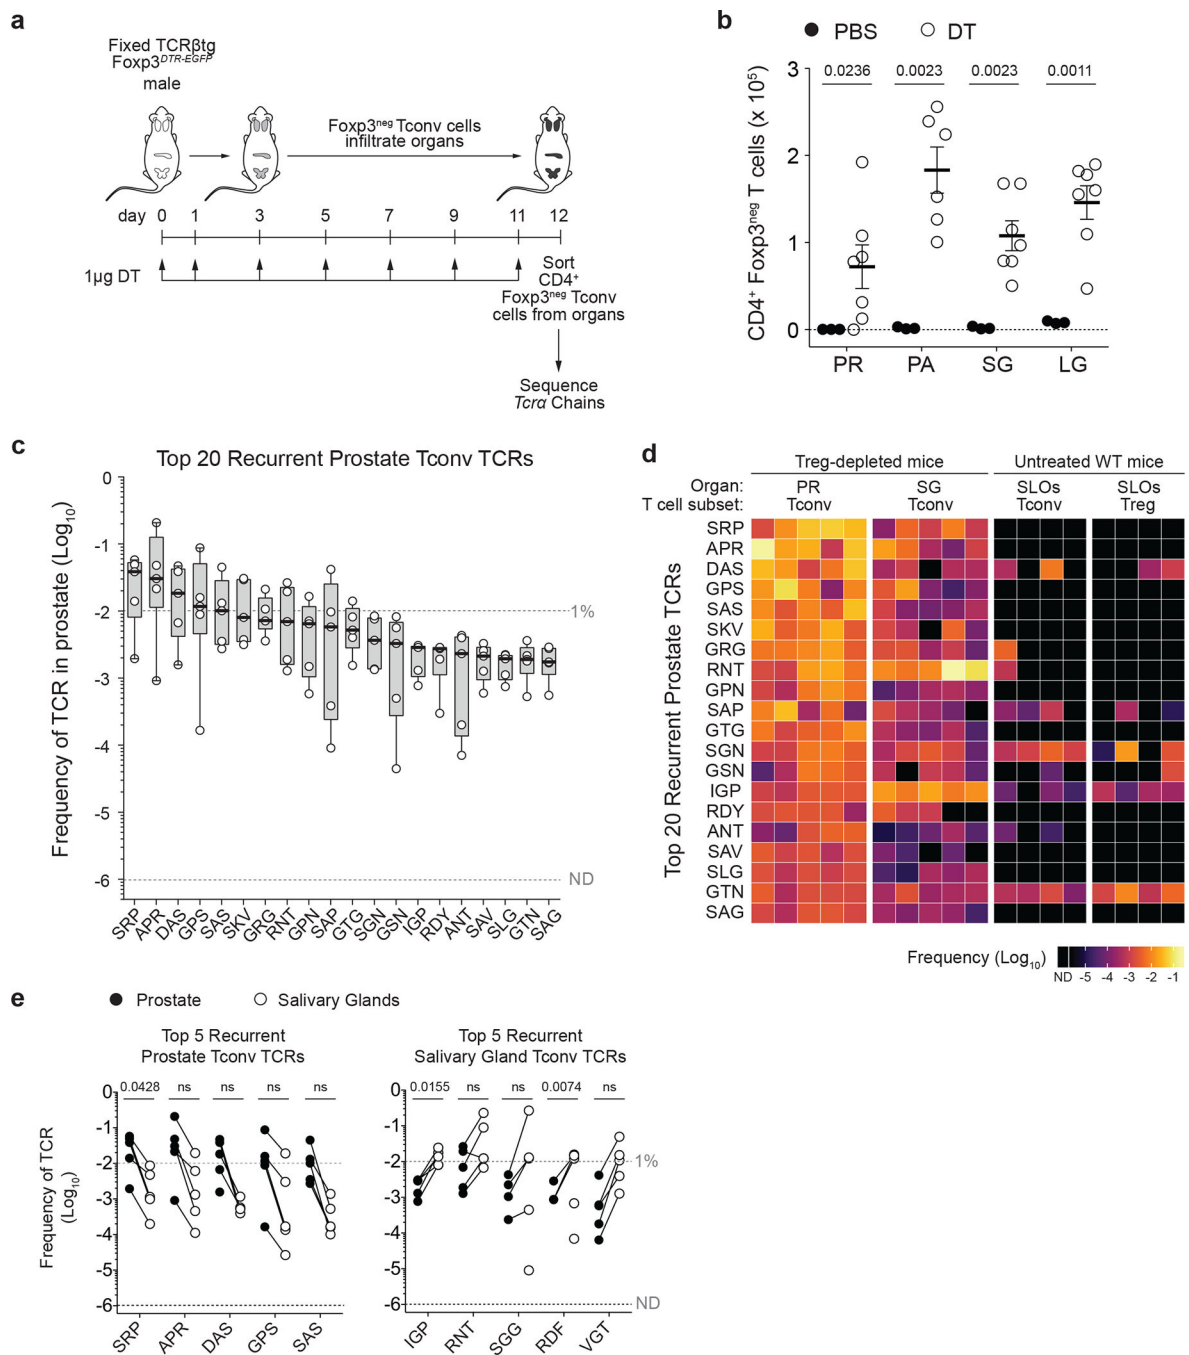 a
Fixed TCRβtg
Foxp3DTR-EGFP
male
Foxp3neg Tconv cells
infiltrate organs
day 0 1 3 5 7 9 11 12
1µg DT
Sort
CD4+
Foxp3neg Tconv
cells from organs
Sequence
Tcrα Chains
b
PBS DT
CD4+ Foxp3neg T cells (x 10⁵)
0.0236 0.0023 0.0023 0.0011
3
2
1
0
PR PA SG LG
c
Top 20 Recurrent Prostate Tconv TCRs
Frequency of TCR in prostate (Log10)
0
-1
-2
1%
-3
-4
-5
-6
ND
SRP APR DAS GPS SAS SKV GRG RNT GPN SAP GTG SGN GSN IGP RDY ANT SAV SLG GTN SAG
d
Treg-depleted mice Untreated WT mice
Organ: PR SG SLOs SLOs
T cell subset: Tconv Tconv Tconv Treg
Top 20 Recurrent Prostate TCRs
SRP
APR
DAS
GPS
SAS
SKV
GRG
RNT
GPN
SAP
GTG
SGN
GSN
IGP
RDY
ANT
SAV
SLG
GTN
SAG
Frequency (Log10)
ND -5 -4 -3 -2 -1
e
Prostate Salivary Glands
Top 5 Recurrent
Prostate Tconv TCRs
Frequency of TCR
(Log10)
0.0428 ns ns ns ns
0
-1
-2
-3
-4
-5
-6
SRP APR DAS GPS SAS
Top 5 Recurrent
Salivary Gland Tconv TCRs
0.0155 ns ns 0.0074 ns
0
-1
-2
1%
-3
-4
-5
-6
ND
IGP RNT SGG RDF VGT